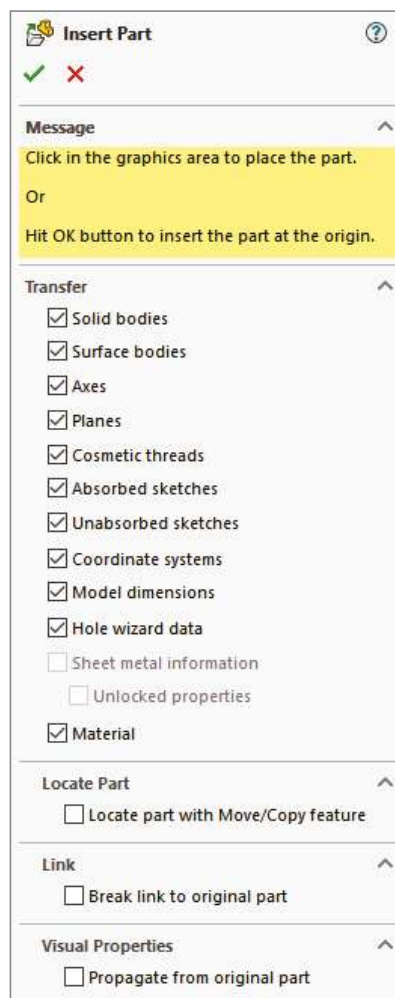 Insert Part
?
Message
Click in the graphics area to place the part.
Or
Hit OK button to insert the part at the origin.
Transfer
Solid bodies
Surface bodies
Axes
Planes
Cosmetic threads
Absorbed sketches
Unabsorbed sketches
Coordinate systems
Model dimensions
Hole wizard data
Sheet metal information
Unlocked properties
Material
Locate Part
Locate part with Move/Copy feature
Link
Break link to original part
Visual Properties
Propagate from original part